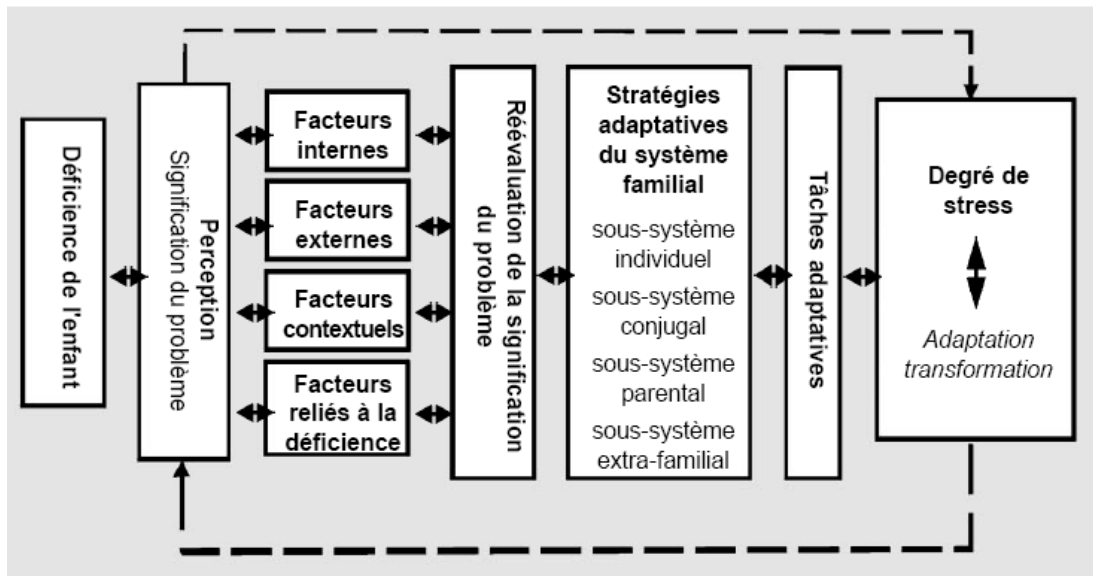 Déficience de l'enfant
Perception
Signification du problème
Facteurs
internes
Facteurs
externes
Facteurs
contextuels
Facteurs
reliés à la
déficience
Réévaluation de la signification
du problème
Stratégies
adaptatives
du système
familial
sous-système
individuel
sous-système
conjugal
sous-système
parental
sous-système
extra-familial
Tâches adaptatives
Degré de
stress
Adaptation
transformation